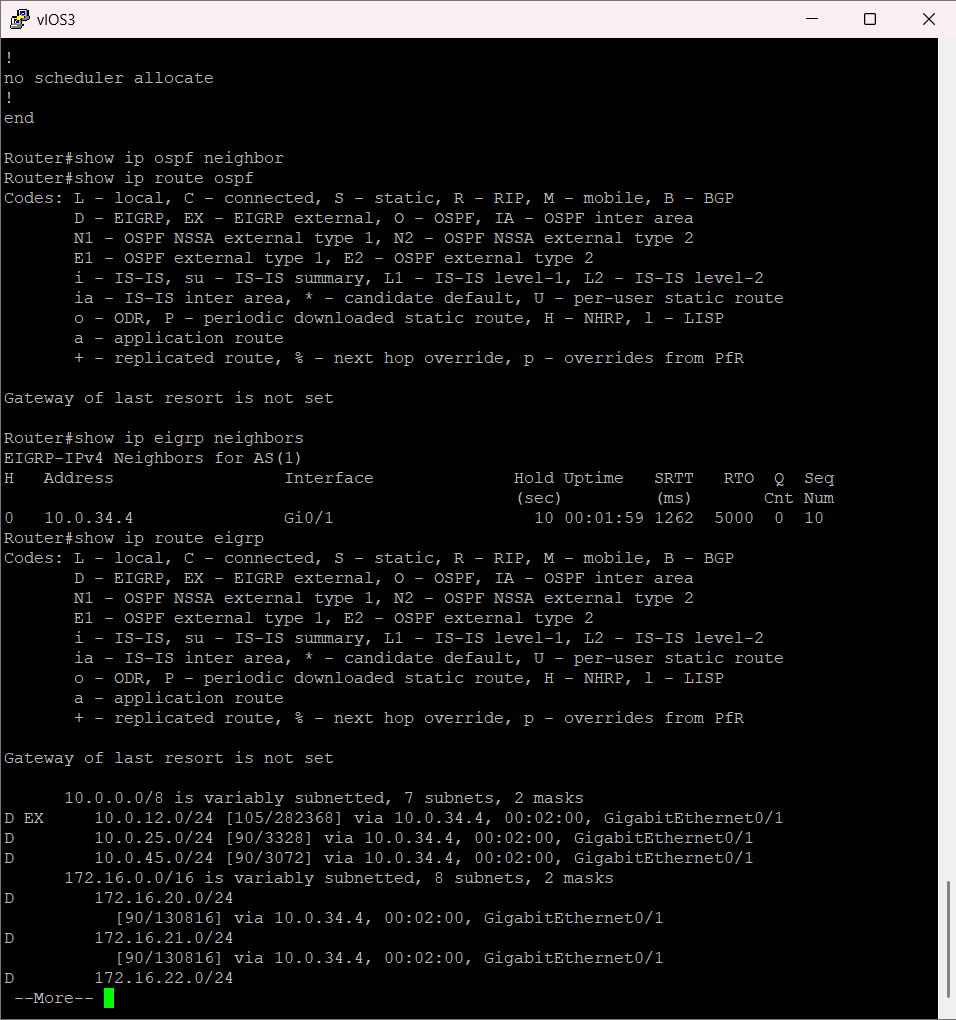 vIOS3
!
no scheduler allocate
!
end
Router#show ip ospf neighbor
Router#show ip route ospf
Codes: L - local, C - connected, S - static, R - RIP, M - mobile, B - BGP
       D - EIGRP, EX - EIGRP external, O - OSPF, IA - OSPF inter area
       N1 - OSPF NSSA external type 1, N2 - OSPF NSSA external type 2
       E1 - OSPF external type 1, E2 - OSPF external type 2
       i - IS-IS, su - IS-IS summary, L1 - IS-IS level-1, L2 - IS-IS level-2
       ia - IS-IS inter area, * - candidate default, U - per-user static route
       o - ODR, P - periodic downloaded static route, H - NHRP, l - LISP
       a - application route
       + - replicated route, % - next hop override, p - overrides from PfR
Gateway of last resort is not set
Router#show ip eigrp neighbors
EIGRP-IPv4 Neighbors for AS(1)
H   Address                 Interface              Hold Uptime   SRTT   RTO  Q  Seq
                                                   (sec)         (ms)       Cnt Num
0   10.0.34.4               Gi0/1                    10 00:01:59 1262  5000  0  10
Router#show ip route eigrp
Codes: L - local, C - connected, S - static, R - RIP, M - mobile, B - BGP
       D - EIGRP, EX - EIGRP external, O - OSPF, IA - OSPF inter area
       N1 - OSPF NSSA external type 1, N2 - OSPF NSSA external type 2
       E1 - OSPF external type 1, E2 - OSPF external type 2
       i - IS-IS, su - IS-IS summary, L1 - IS-IS level-1, L2 - IS-IS level-2
       ia - IS-IS inter area, * - candidate default, U - per-user static route
       o - ODR, P - periodic downloaded static route, H - NHRP, l - LISP
       a - application route
       + - replicated route, % - next hop override, p - overrides from PfR
Gateway of last resort is not set
      10.0.0.0/8 is variably subnetted, 7 subnets, 2 masks
D EX     10.0.12.0/24 [105/282368] via 10.0.34.4, 00:02:00, GigabitEthernet0/1
D        10.0.25.0/24 [90/3328] via 10.0.34.4, 00:02:00, GigabitEthernet0/1
D        10.0.45.0/24 [90/3072] via 10.0.34.4, 00:02:00, GigabitEthernet0/1
      172.16.0.0/16 is variably subnetted, 8 subnets, 2 masks
D        172.16.20.0/24
           [90/130816] via 10.0.34.4, 00:02:00, GigabitEthernet0/1
D        172.16.21.0/24
           [90/130816] via 10.0.34.4, 00:02:00, GigabitEthernet0/1
D        172.16.22.0/24
 --More--